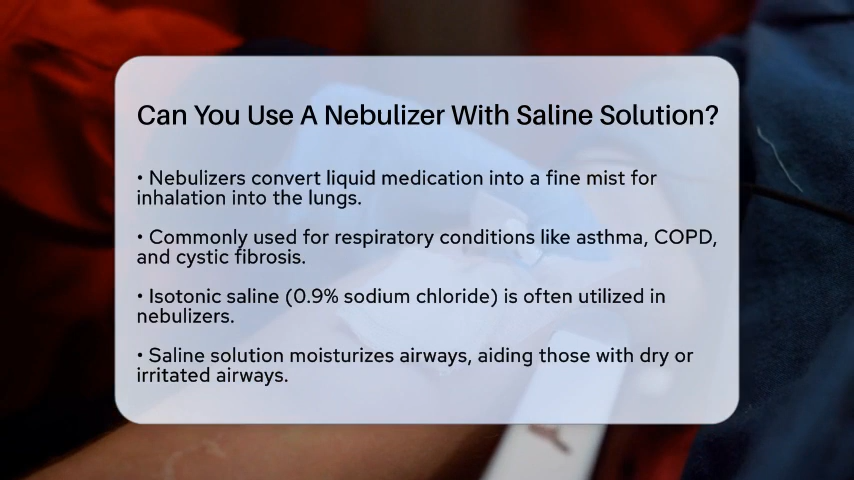 Can You Use A Nebulizer With Saline Solution?
• Nebulizers convert liquid medication into a fine mist for
inhalation into the lungs.
• Commonly used for respiratory conditions like asthma, COPD,
and cystic fibrosis.
• Isotonic saline (0.9% sodium chloride) is often utilized in
nebulizers.
• Saline solution moisturizes airways, aiding those with dry or
irritated airways.